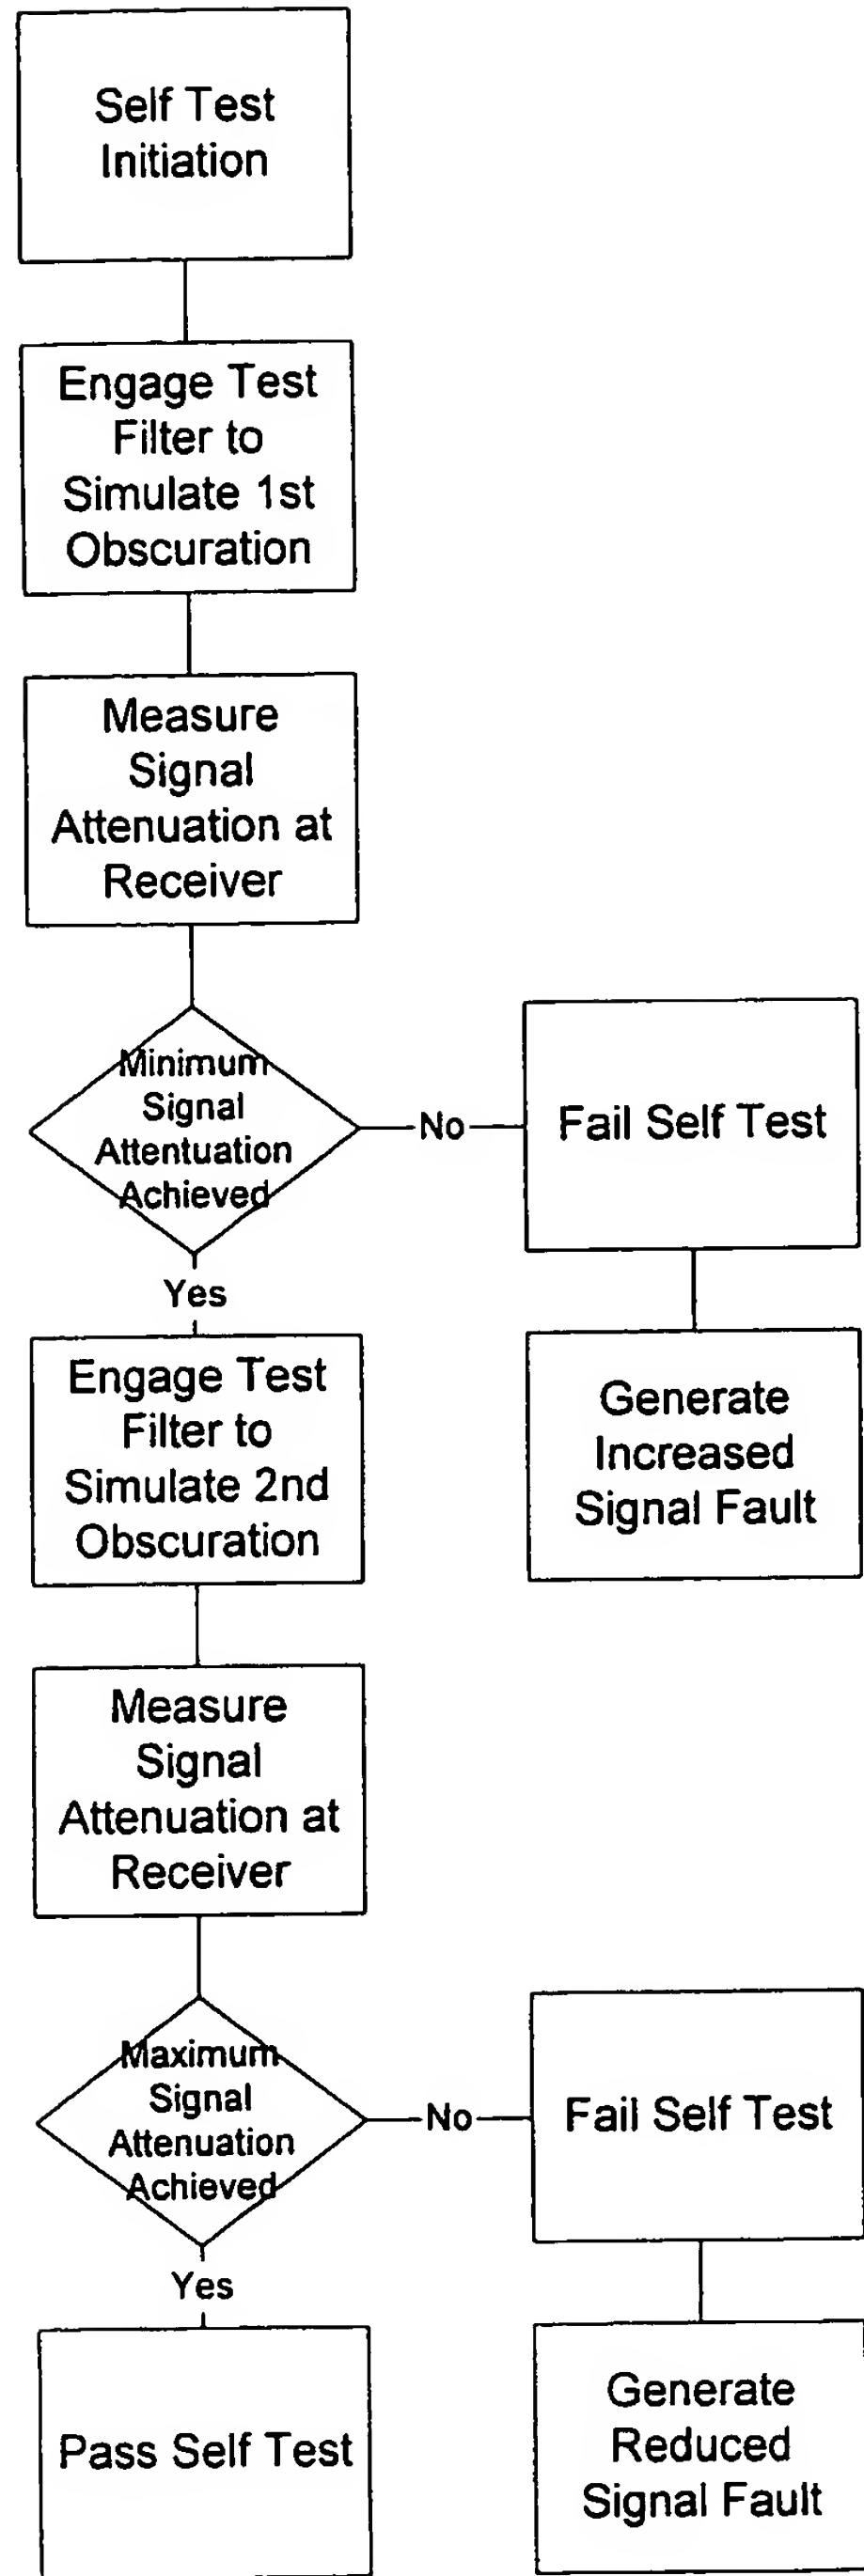 Self Test
Initiation
Engage Test
Filter to
Simulate 1st
Obscuration
Measure
Signal
Attenuation at
Receiver
Minimum
Signal
Attentuation
Achieved
No
Fail Self Test
Yes
Generate
Increased
Signal Fault
Engage Test
Filter to
Simulate 2nd
Obscuration
Measure
Signal
Attenuation at
Receiver
Maximum
Signal
Attenuation
Achieved
No
Fail Self Test
Yes
Generate
Reduced
Signal Fault
Pass Self Test